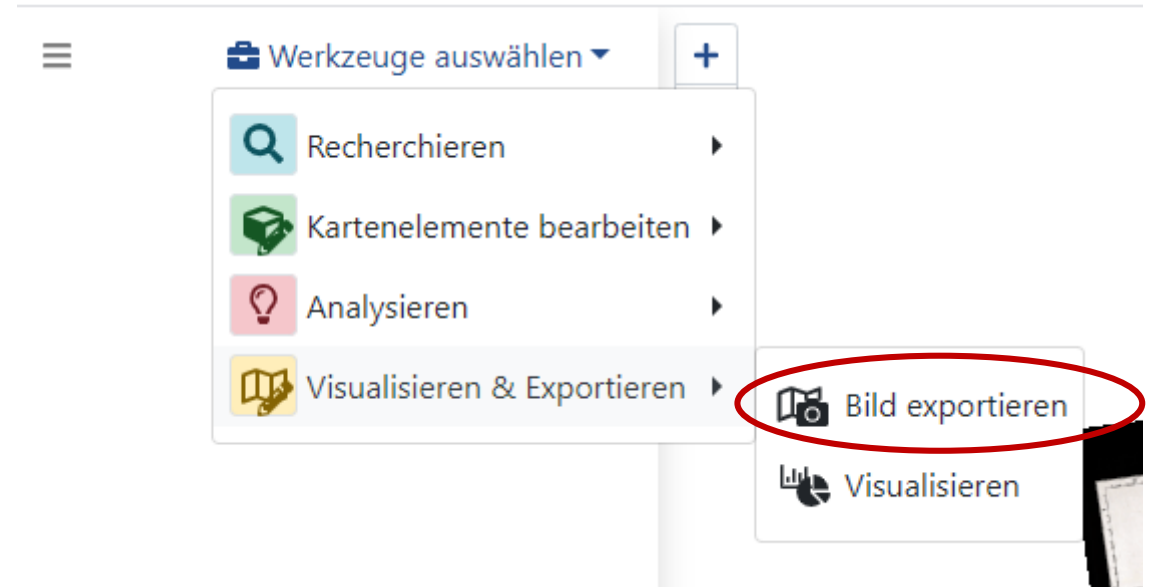 Werkzeuge auswählen
Recherchieren
Kartenelemente bearbeiten
Analysieren
Visualisieren & Exportieren
Bild exportieren
Visualisieren